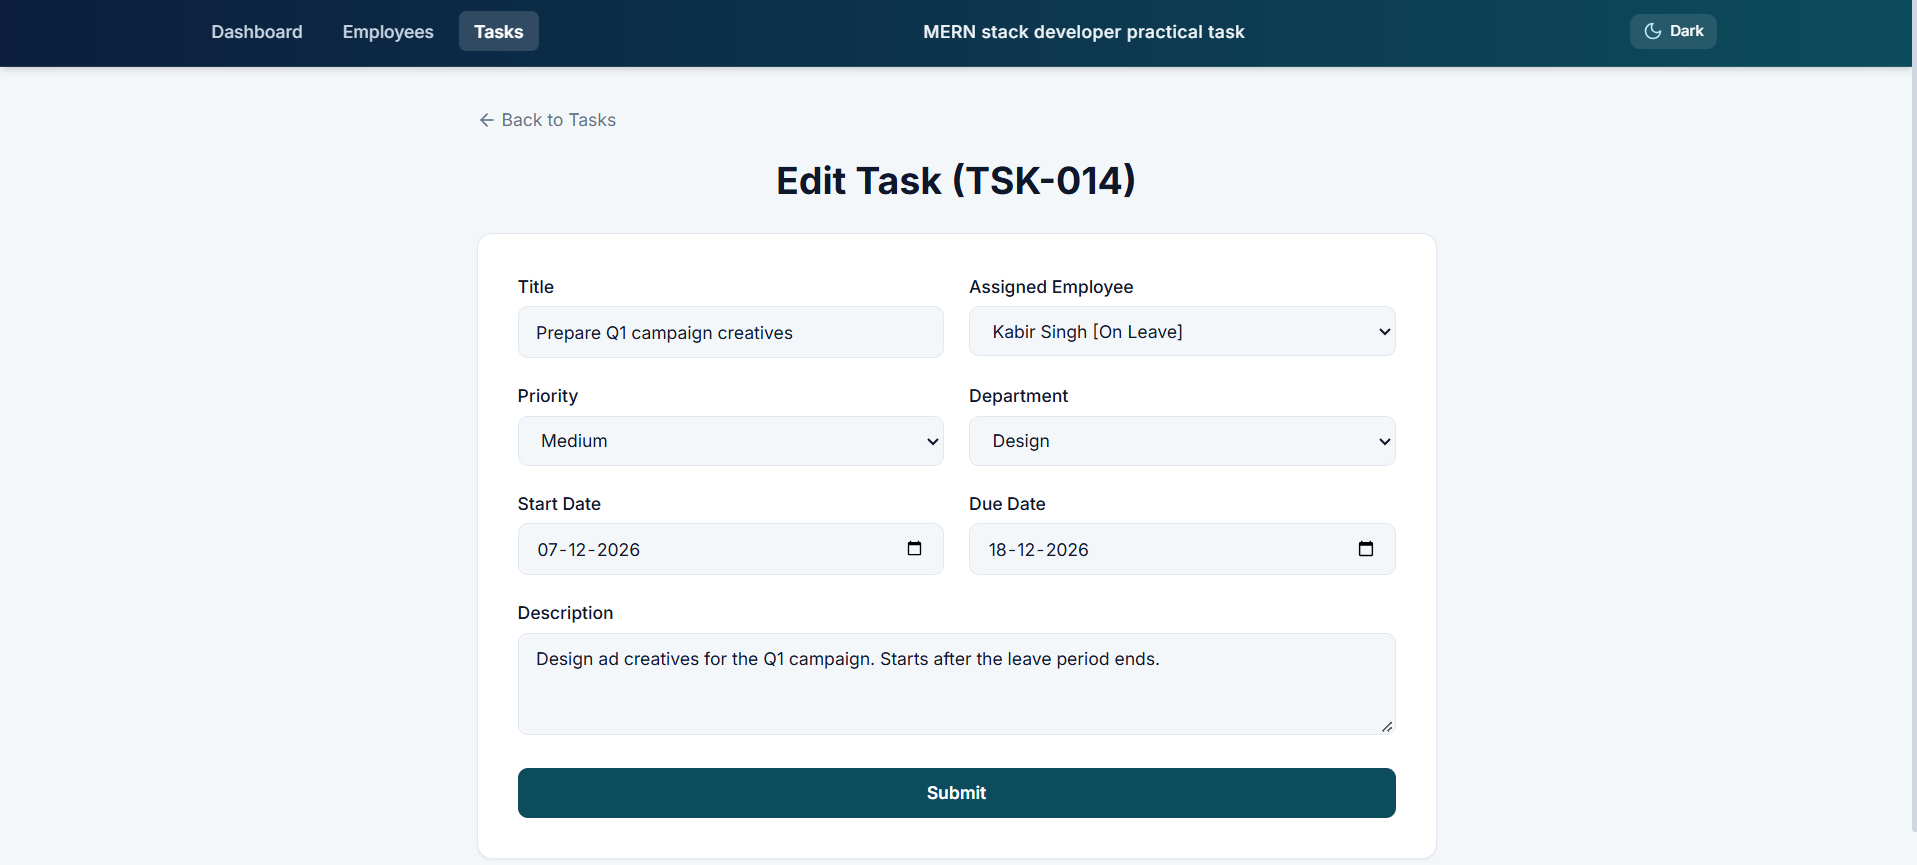 Dashboard Employees Tasks MERN stack developer practical task Dark
← Back to Tasks
Edit Task (TSK-014)
Title Assigned Employee
Prepare Q1 campaign creatives Kabir Singh [On Leave]
Priority Department
Medium Design
Start Date Due Date
07-12-2026 18-12-2026
Description
Design ad creatives for the Q1 campaign. Starts after the leave period ends.
Submit